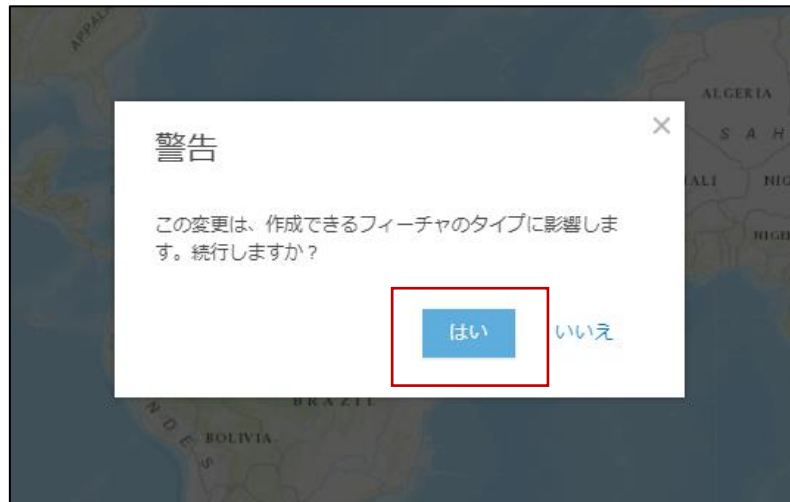 APPAL
ALGERIA
S A H
ALI
NIG
NIGE
警告
×
この変更は、作成できるフィーチャのタイプに影響しま
す。続行しますか？
はい
いいえ
BRAZIL
BOLIVIA
N D E S